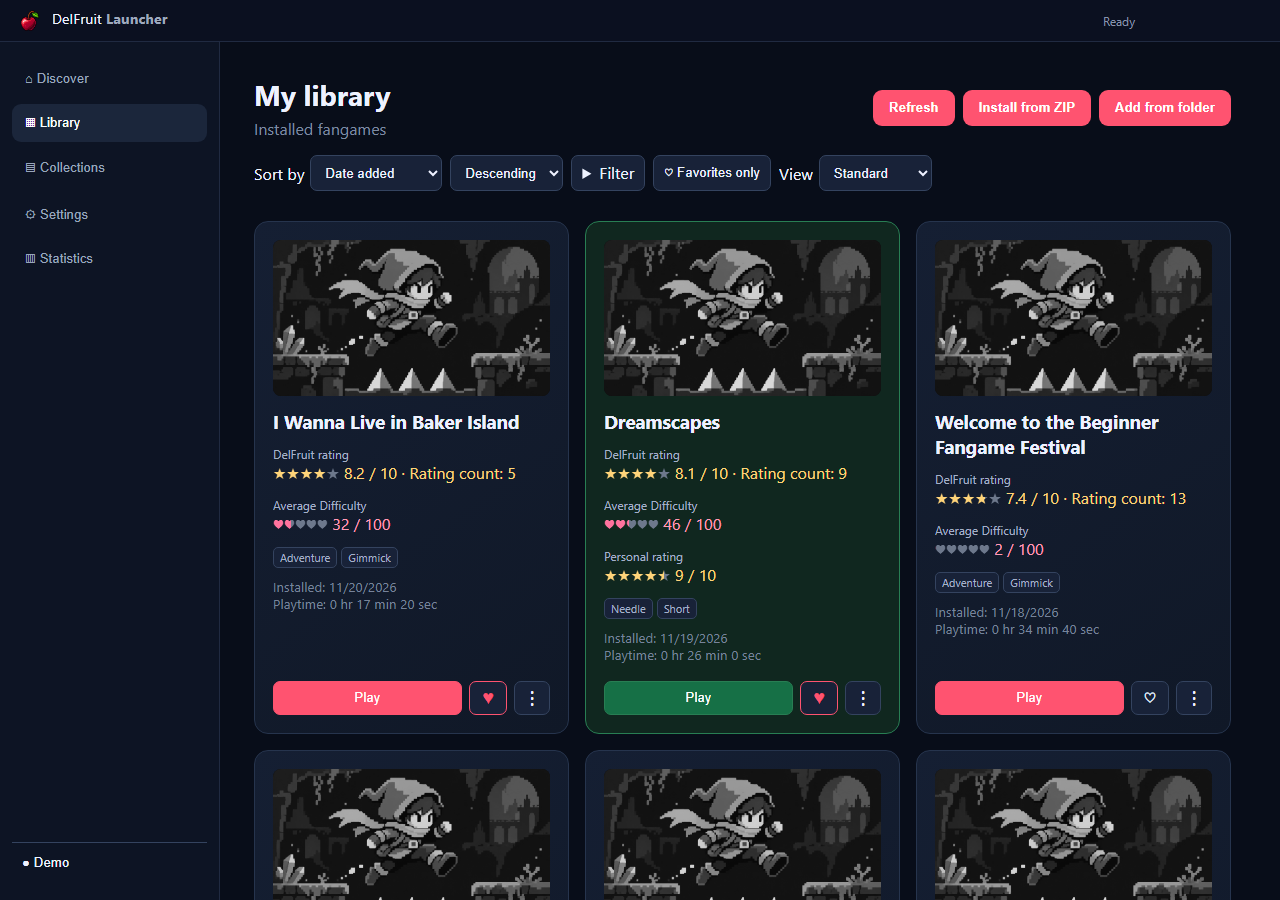 DelFruit Launcher
Ready
Discover
Library
Collections
Settings
Statistics
Demo
My library
Installed fangames
Refresh
Install from ZIP
Add from folder
Sort by
Date added
Descending
Filter
Favorites only
View
Standard
I Wanna Live in Baker Island
DelFruit rating
★★★★★ 8.2 / 10 · Rating count: 5
Average Difficulty
♥♥♥♥♥ 32 / 100
Adventure
Gimmick
Installed: 11/20/2026
Playtime: 0 hr 17 min 20 sec
Play
Dreamscapes
DelFruit rating
★★★★★ 8.1 / 10 · Rating count: 9
Average Difficulty
♥♥♥♥♥ 46 / 100
Personal rating
★★★★★ 9 / 10
Needle
Short
Installed: 11/19/2026
Playtime: 0 hr 26 min 0 sec
Play
Welcome to the Beginner
Fangame Festival
DelFruit rating
★★★★★ 7.4 / 10 · Rating count: 13
Average Difficulty
♥♥♥♥♥ 2 / 100
Adventure
Gimmick
Installed: 11/18/2026
Playtime: 0 hr 34 min 40 sec
Play